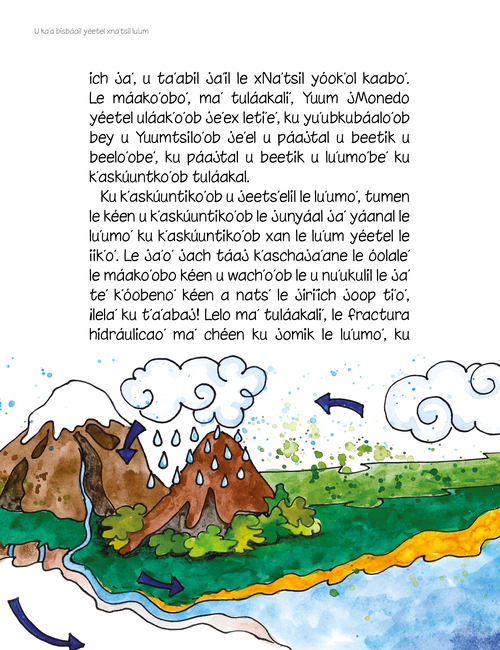 U ka'a bisbáail yéetel xna'tsil lu'um
ich ja', u ta'abil ja'il le xNa'tsil yóok'ol kaabo'.
Le máako'obo', ma' tuláakali', Yuum jMonedo
yéetel uláak'o'ob je'ex leti'e', ku yu'ubkubáalo'ob
bey u Yuumtsilo'ob je'el u páajtal u beetik u
beelo'obe', ku páajtal u beetik u lu'umo'be' ku
k'askúuntko'ob tuláakal.
Ku k'askúuntiko'ob u jeets'elil le lu'umo', tumen
le kéen u k'askúuntiko'ob le junyáal ja' yáanal le
lu'umo' ku k'askúuntiko'ob xan le lu'um yéetel le
iik'o'. Le ja'o' jach táaj k'aschaja'ane le óolale'
le máako'obo kéen u wach'o'ob le u nu'ukulil le ja'
te' k'óobeno' kéen a nats' le jiriich joop ti'o',
¡lela' ku t'a'abaj! Lelo ma' tuláakali', le fractura
hidráulicao' ma' chéen ku jomik le lu'umo', ku